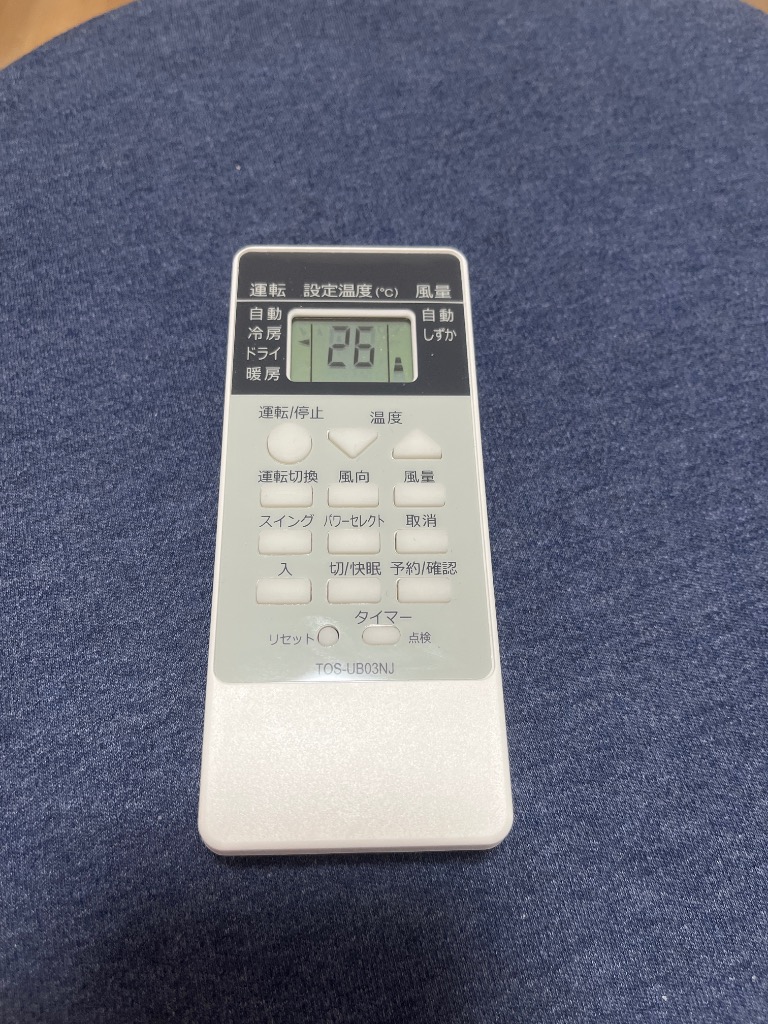 運転 設定温度(℃) 風量
自動 自動
冷房 26 しずか
ドライ
暖房
運転/停止 温度
運転切換 風向 風量
スイング パワーセレクト 取消
入 切/快眠 予約/確認
タイマー
リセット 点検
TOS-UB03NJ